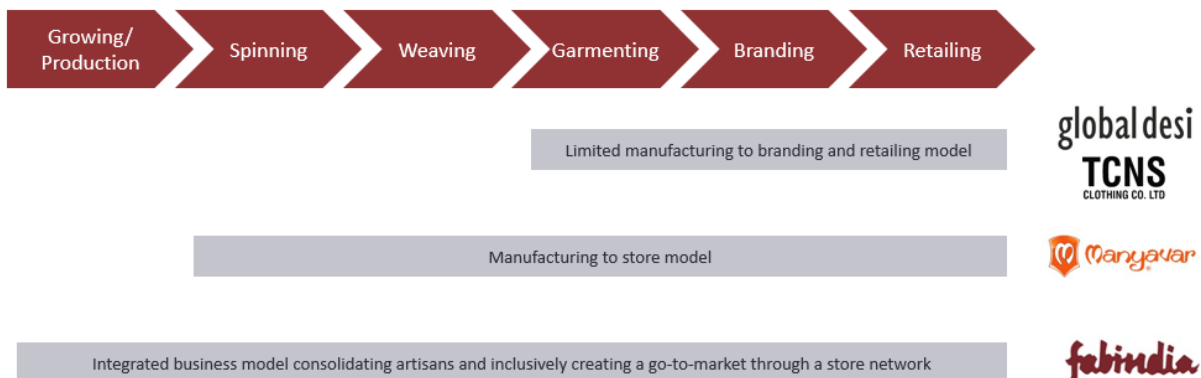 Growing/
Production
Spinning
Weaving
Garmenting
Branding
Retailing
Limited manufacturing to branding and retailing model
global desi
TCNS
CLOTHING CO. LTD
Manufacturing to store model
Manyavar
Integrated business model consolidating artisans and inclusively creating a go-to-market through a store network
fabindia